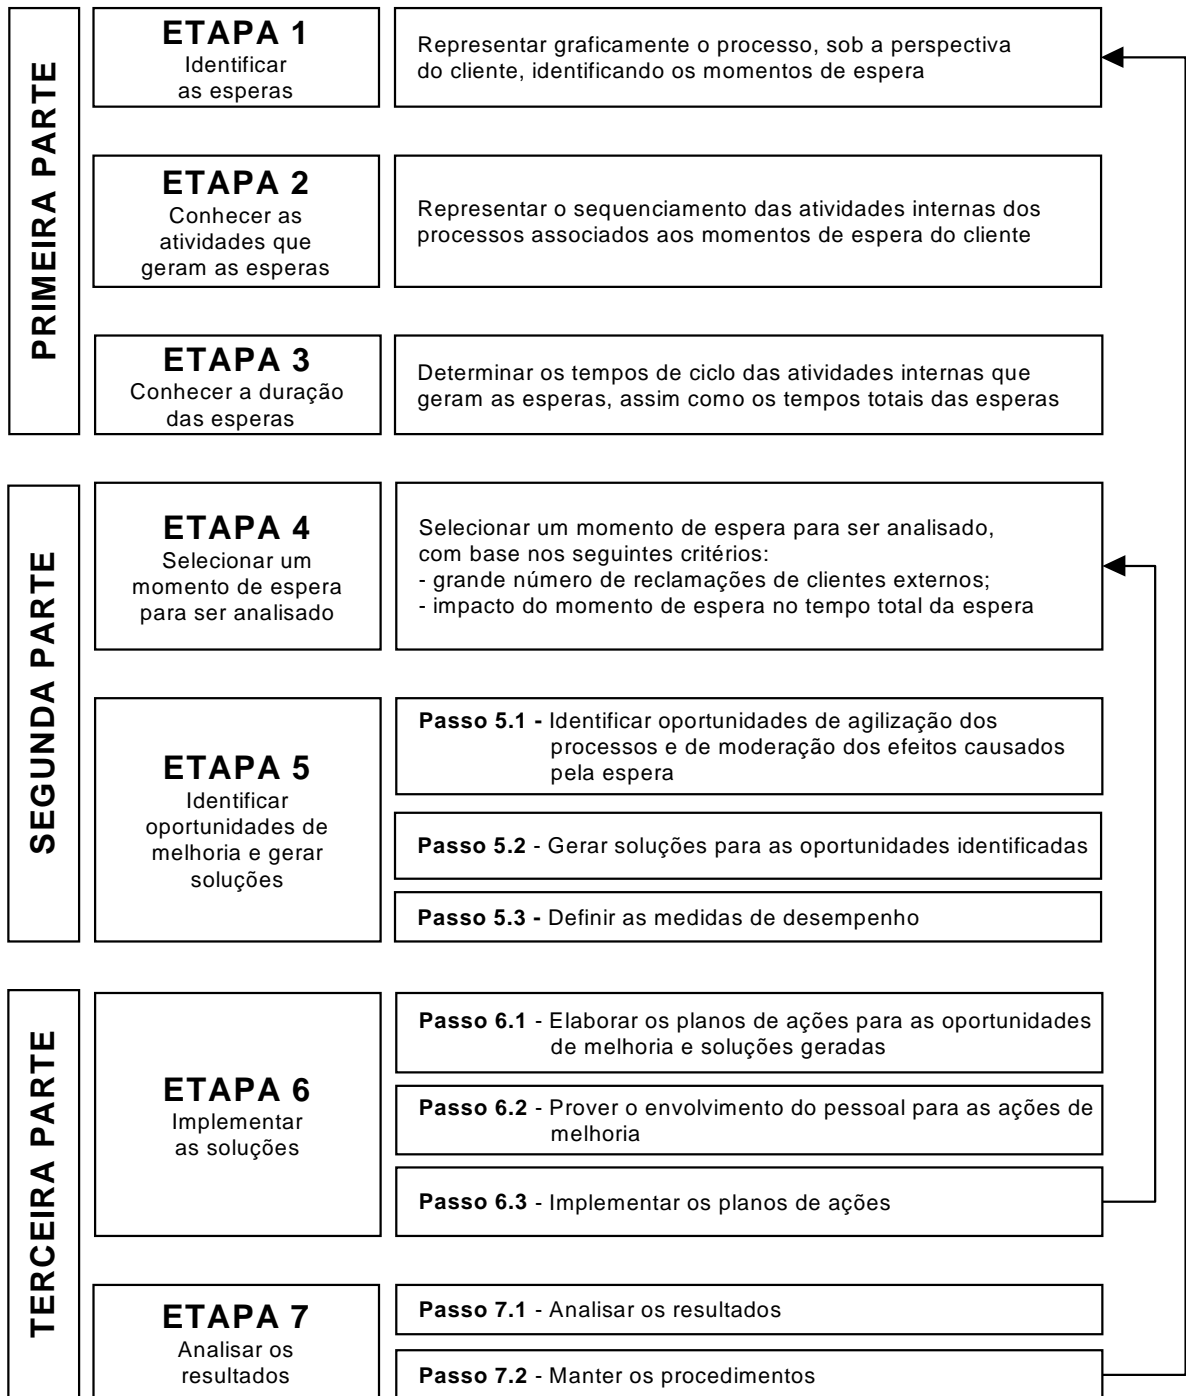 PRIMEIRA PARTE
ETAPA 1
Identificar
as esperas
Representar graficamente o processo, sob a perspectiva
do cliente, identificando os momentos de espera
ETAPA 2
Conhecer as
atividades que
geram as esperas
Representar o sequenciamento das atividades internas dos
processos associados aos momentos de espera do cliente
ETAPA 3
Conhecer a duração
das esperas
Determinar os tempos de ciclo das atividades internas que
geram as esperas, assim como os tempos totais das esperas
SEGUNDA PARTE
ETAPA 4
Selecionar um
momento de espera
para ser analisado
Selecionar um momento de espera para ser analisado,
com base nos seguintes critérios:
- grande número de reclamações de clientes externos;
- impacto do momento de espera no tempo total da espera
ETAPA 5
Identificar
oportunidades de
melhoria e gerar
soluções
Passo 5.1 - Identificar oportunidades de agilização dos
processos e de moderação dos efeitos causados
pela espera
Passo 5.2 - Gerar soluções para as oportunidades identificadas
Passo 5.3 - Definir as medidas de desempenho
TERCEIRA PARTE
ETAPA 6
Implementar
as soluções
Passo 6.1 - Elaborar os planos de ações para as oportunidades
de melhoria e soluções geradas
Passo 6.2 - Prover o envolvimento do pessoal para as ações de
melhoria
Passo 6.3 - Implementar os planos de ações
ETAPA 7
Analisar os
resultados
Passo 7.1 - Analisar os resultados
Passo 7.2 - Manter os procedimentos